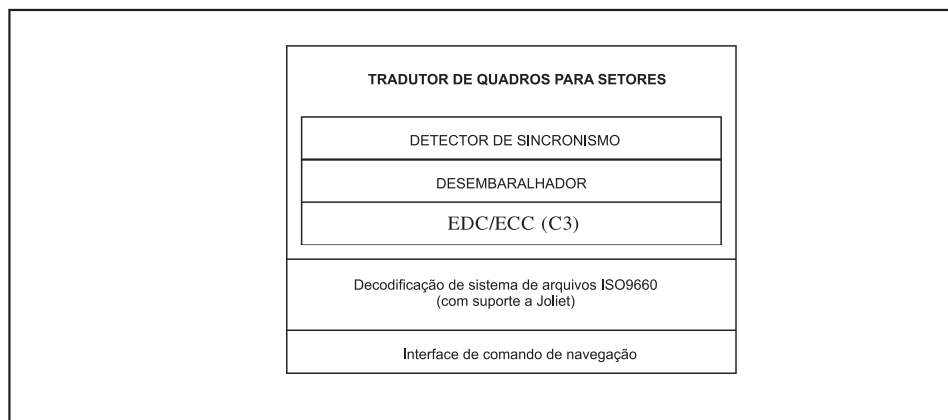 TRADUTOR DE QUADROS PARA SETORES
DETECTOR DE SINCRONISMO
DESEMBARALHADOR
EDC/ECC (C3)
Decodificação de sistema de arquivos ISO9660
(com suporte a Joliet)
Interface de comando de navegação